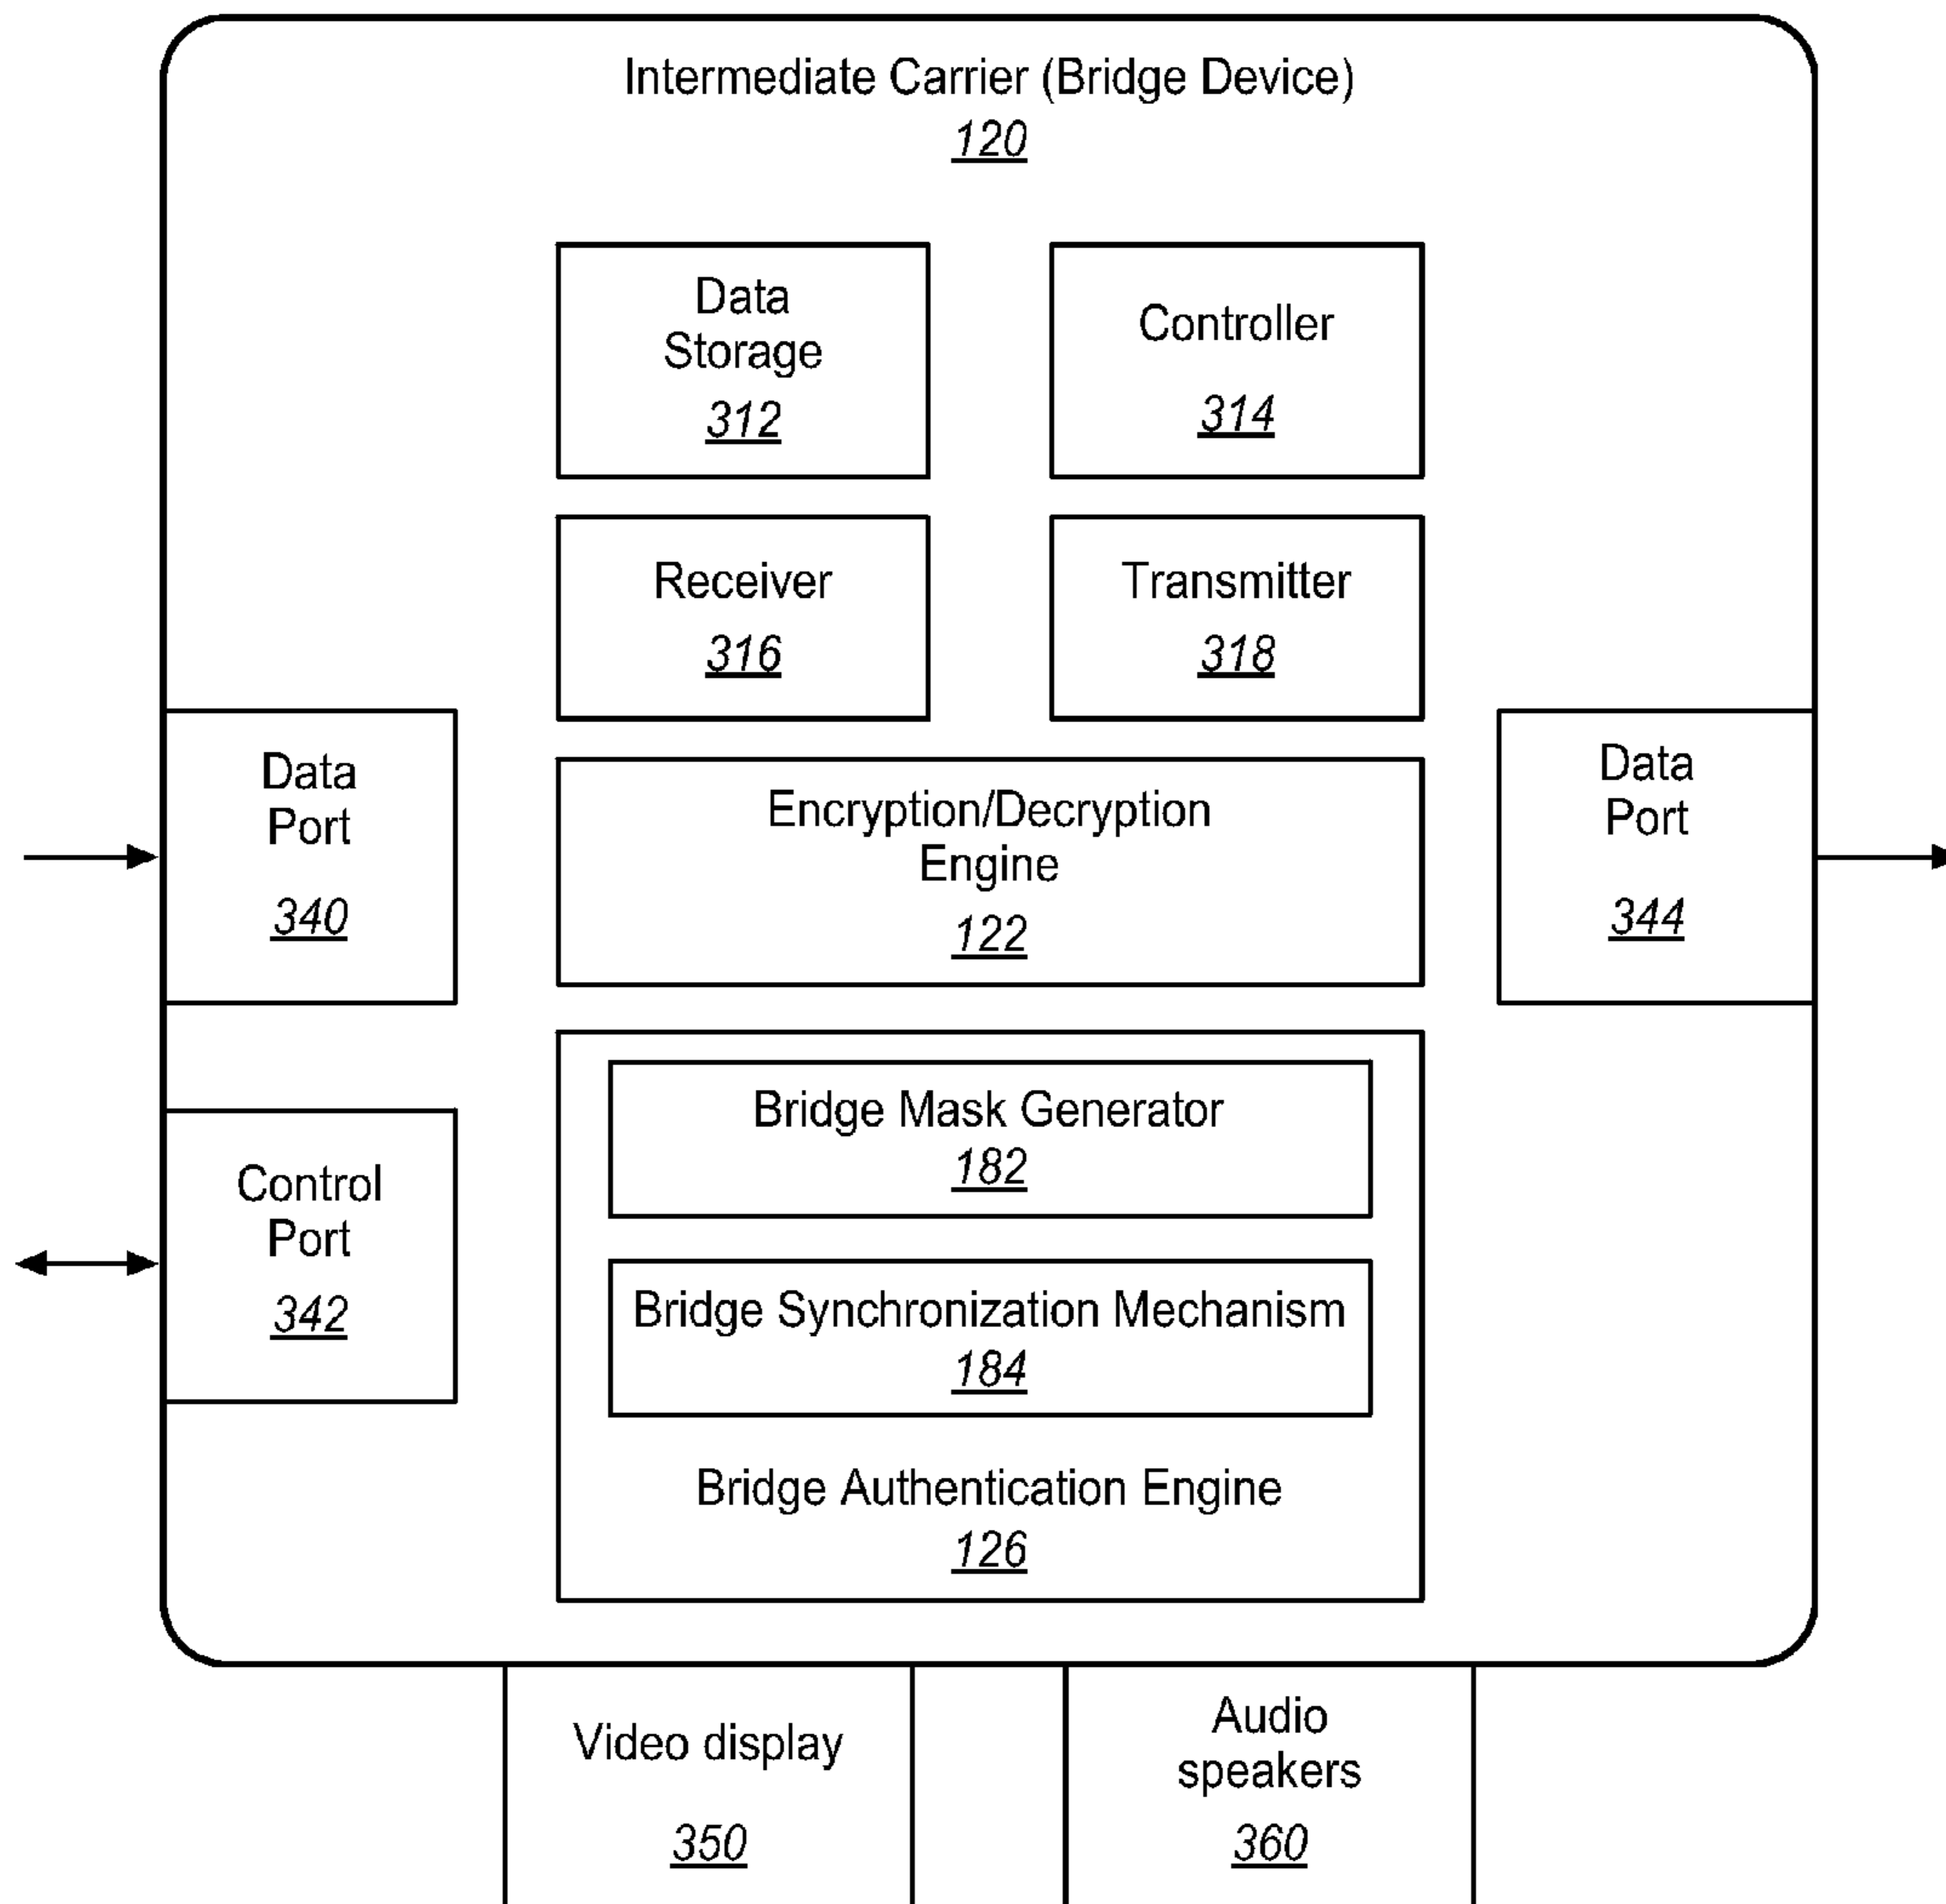 Intermediate Carrier (Bridge Device)
120
Data
Storage
312
Controller
314
Receiver
316
Transmitter
318
Data
Port
340
Encryption/Decryption
Engine
122
Data
Port
344
Control
Port
342
Bridge Mask Generator
182
Bridge Synchronization Mechanism
184
Bridge Authentication Engine
126
Video display
350
Audio
speakers
360